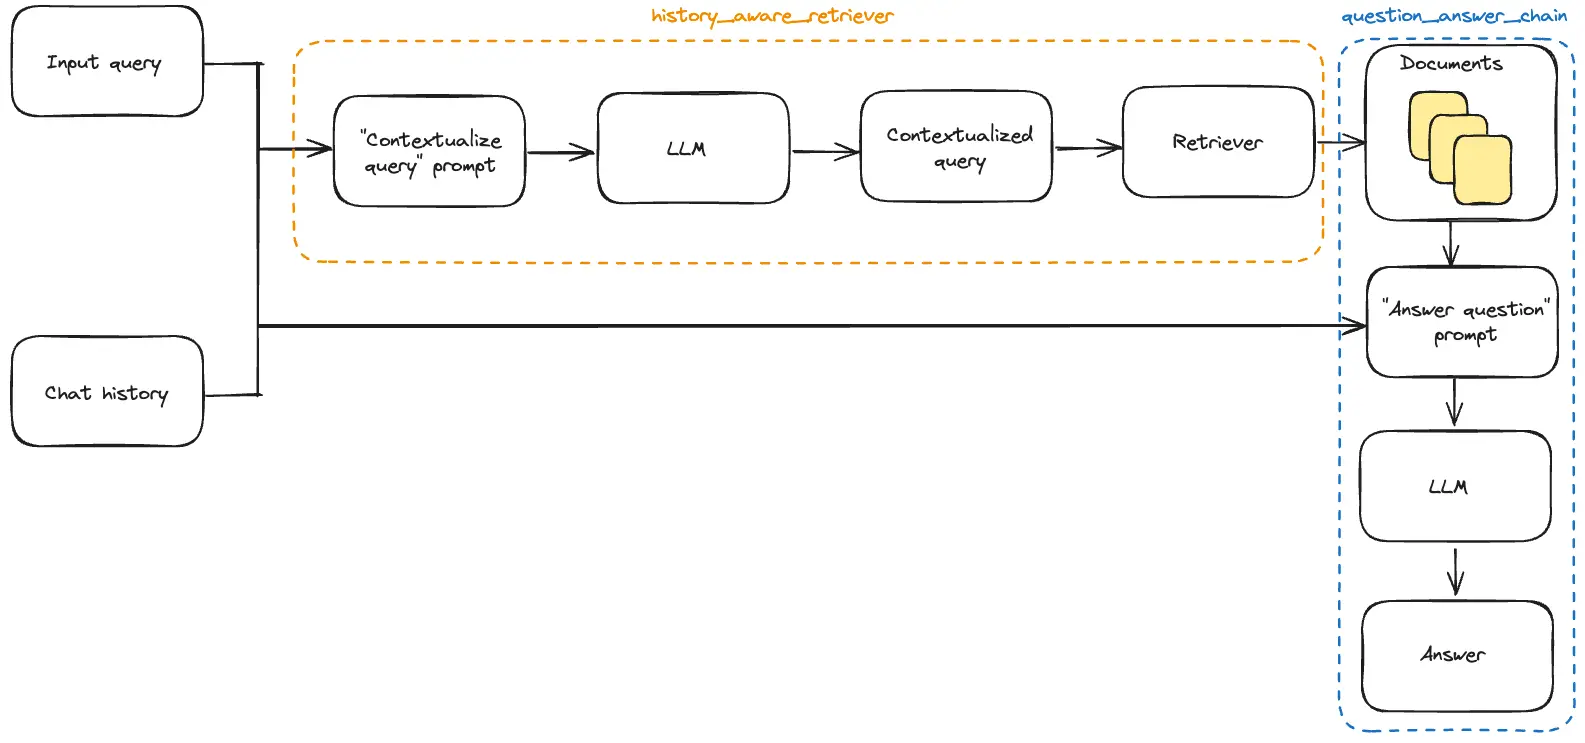 history_aware_retriever
question_answer_chain
Input query
"Contextualize
query" prompt
LLM
Contextualized
query
Retriever
Documents
"Answer question"
prompt
Chat history
LLM
Answer